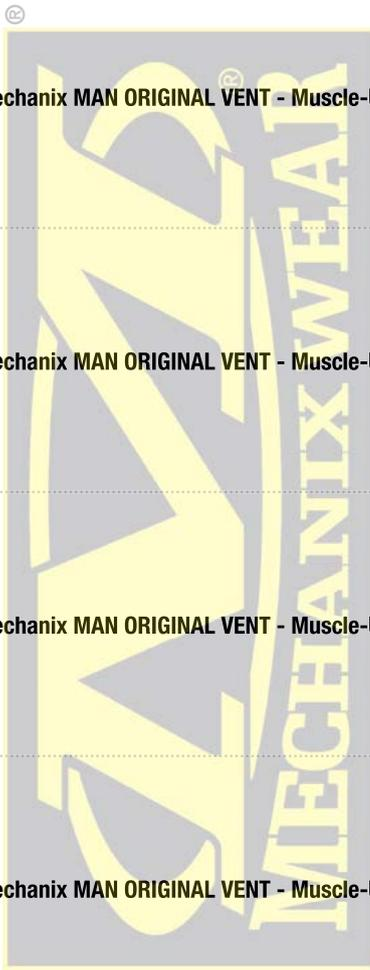 ®
echanix MAN ORIGINAL VENT - Muscle-
echanix MAN ORIGINAL VENT - Muscle-
echanix MAN ORIGINAL VENT - Muscle-
echanix MAN ORIGINAL VENT - Muscle-
MECHANIX WEAR
®